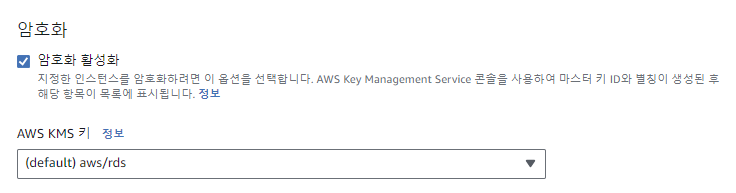 암호화
암호화 활성화
지정한 인스턴스를 암호화하려면 이 옵션을 선택합니다. AWS Key Management Service 콘솔을 사용하여 마스터 키 ID와 별칭이 생성된 후
해당 항목이 목록에 표시됩니다. 정보
AWS KMS 키 정보
(default) aws/rds